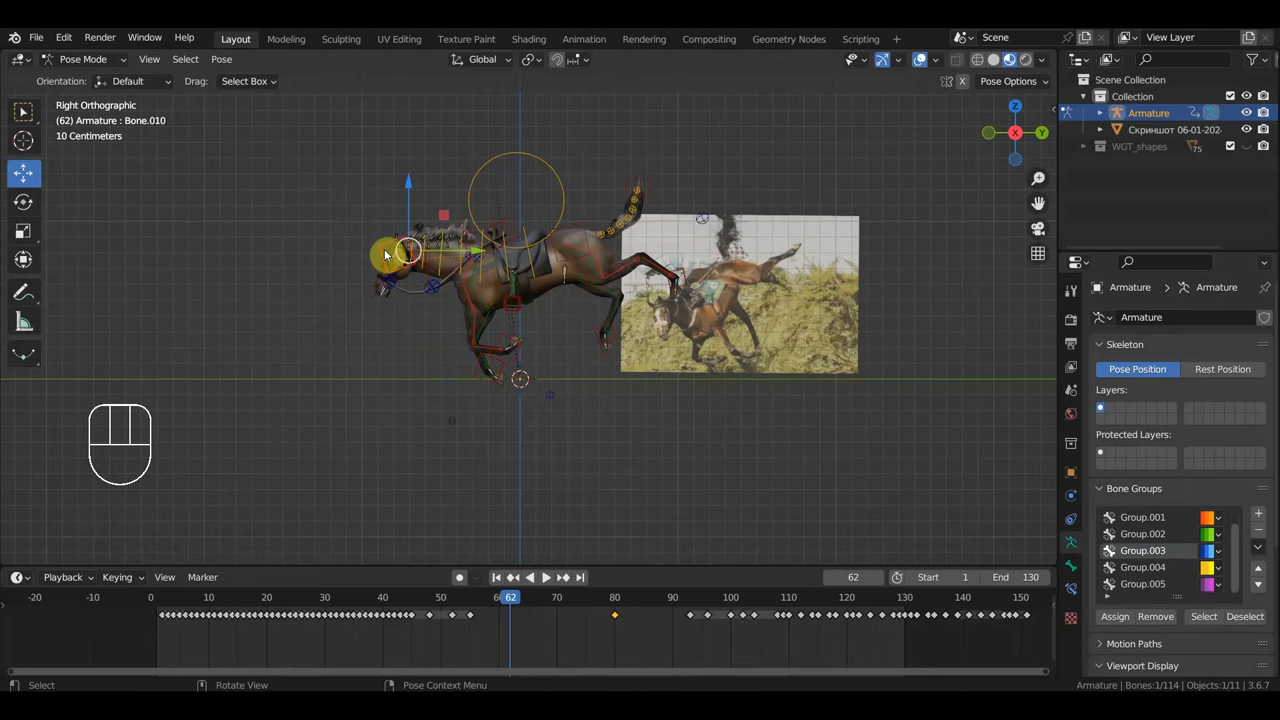 File Edit Render Window Help Layout Modeling Sculpting UV Editing Texture Paint Shading Animation Rendering Compositing Geometry Nodes Scripting + Scene View Layer
Pose Mode View Select Pose Global
Orientation: Default Drag: Select Box X Pose Options
Right Orthographic
(62) Armature : Bone.010
10 Centimeters
Z
X
Y
Scene Collection
Collection
Armature
Скриншот 06-01-202
WGT_shapes 75
Armature Armature
Armature
Skeleton
Pose Position Rest Position
Layers:
Protected Layers:
Bone Groups
Group.001
Group.002
Group.003
Group.004
Group.005
Assign Remove Select Deselect
Motion Paths
Viewport Display
Playback Keying View Marker 62 Start 1 End 130
-20 -10 0 10 20 30 40 50 62 70 80 90 100 110 120 130 140 150
Select Rotate View Pose Context Menu Armature | Bones:1/114 | Objects:1/11 | 3.6.7